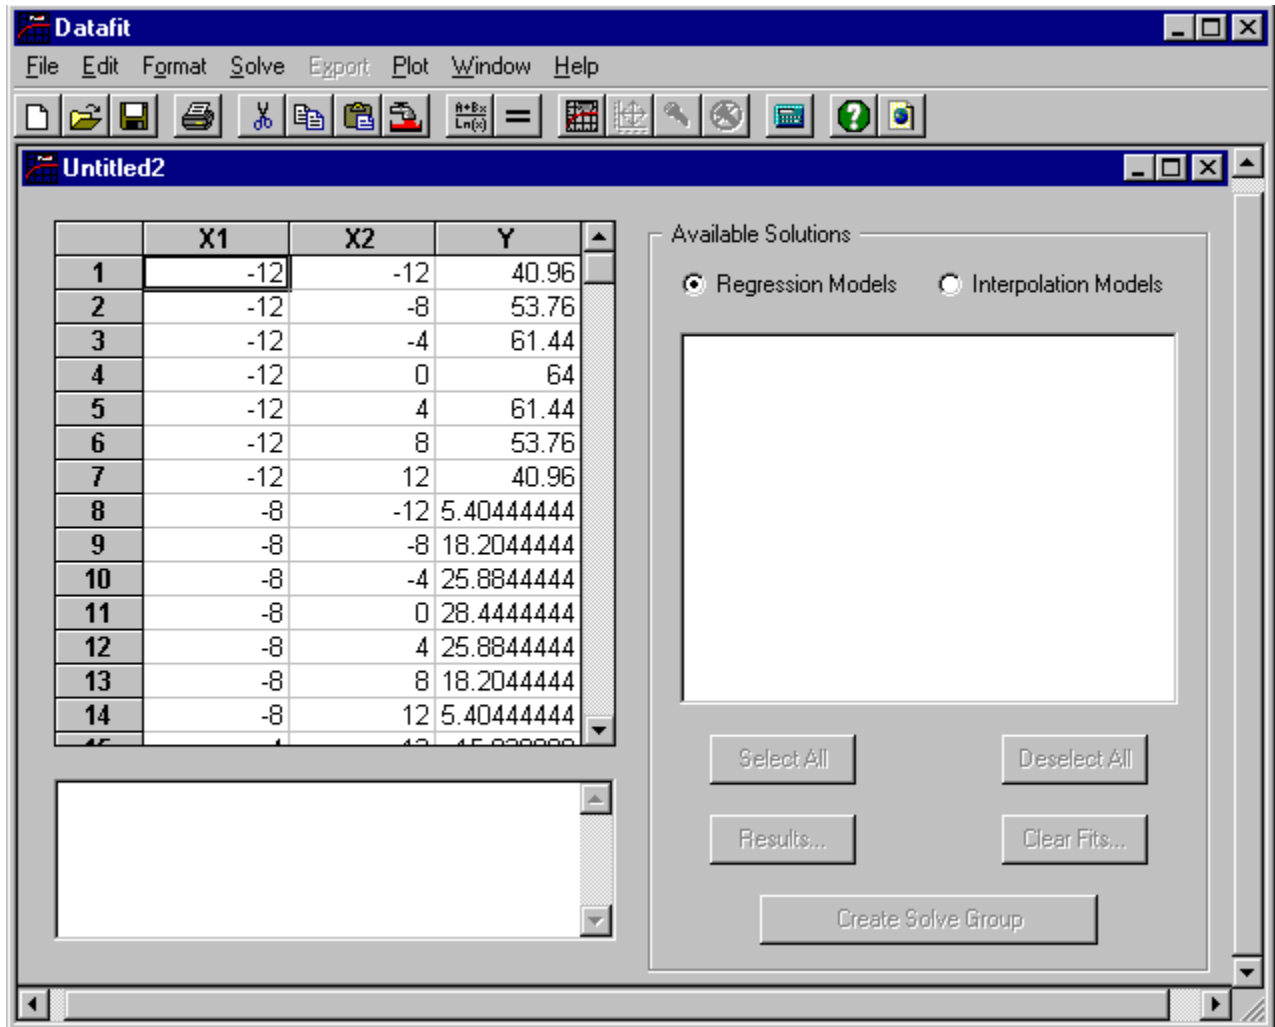 Datafit
File Edit Format Solve Export Plot Window Help
A+Bx
Ln(x)
Untitled2
X1 X2 Y
1 -12 -12 40.96
2 -12 -8 53.76
3 -12 -4 61.44
4 -12 0 64
5 -12 4 61.44
6 -12 8 53.76
7 -12 12 40.96
8 -8 -12 5.40444444
9 -8 -8 18.2044444
10 -8 -4 25.8844444
11 -8 0 28.4444444
12 -8 4 25.8844444
13 -8 8 18.2044444
14 -8 12 5.40444444
Available Solutions
Regression Models Interpolation Models
Select All Deselect All
Results... Clear Fits...
Create Solve Group